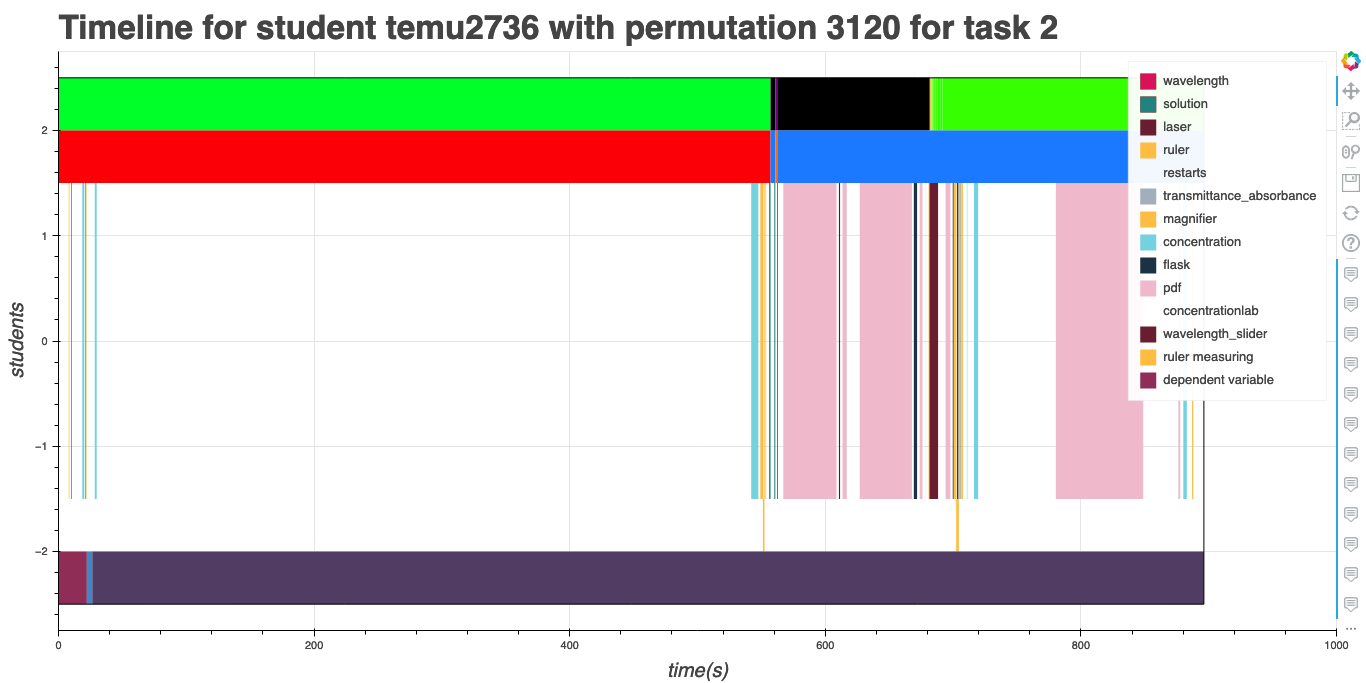 Timeline for student temu2736 with permutation 3120 for task 2
wavelength
solution
laser
ruler
restarts
transmittance_absorbance
magnifier
concentration
flask
pdf
concentrationlab
wavelength_slider
ruler measuring
dependent variable
students
2
1
0
−1
−2
0
200
400
600
800
1000
time(s)